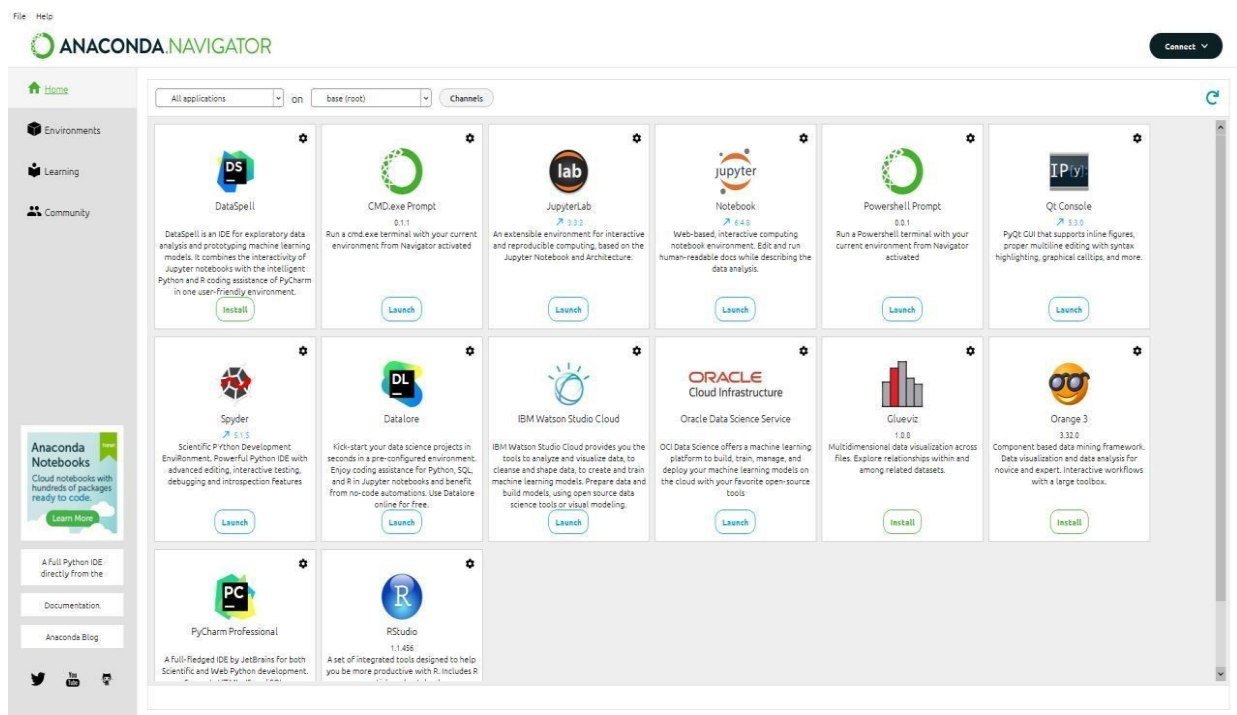 File Help
ANACONDA.NAVIGATOR
Connect
Home
Environments
Learning
Community
All applications on base (root) Channels
DS
DataSpell
DataSpell is an IDE for exploratory data
analysis and prototyping machine learning
models. It combines the interactivity of
Jupyter notebooks with the intelligent
Python and R coding assistance of PyCharm
in one user-friendly environment.
Install
CMD.exe Prompt
0.1.1
Run a cmd.exe terminal with your current
environment from Navigator activated
Launch
lab
JupyterLab
3.3.2
An extensible environment for interactive
and reproducible computing, based on the
Jupyter Notebook and Architecture.
Launch
jupyter
Notebook
6.4.8
Web-based, interactive computing
notebook environment. Edit and run
human-readable docs while describing the
data analysis.
Launch
Powershell Prompt
0.0.1
Run a Powershell terminal with your
current environment from Navigator
activated
Launch
IP[y]:
Qt Console
5.3.0
PyQt GUI that supports inline figures,
proper multiline editing with syntax
highlighting, graphical calltips, and more.
Launch
Spyder
5.1.5
Scientific PYthon Development
EnviRonment. Powerful Python IDE with
advanced editing, interactive testing,
debugging and introspection features
Launch
DL
Datalore
Kick-start your data science projects in
seconds in a pre-configured environment.
Enjoy coding assistance for Python, SQL,
and R in Jupyter notebooks and benefit
from no-code automations. Use Datalore
online for free.
Launch
IBM Watson Studio Cloud
IBM Watson Studio Cloud provides you the
tools to analyze and visualize data, to
cleanse and shape data, to create and train
machine learning models. Prepare data and
build models, using open source data
science tools or visual modeling.
Launch
ORACLE
Cloud Infrastructure
Oracle Data Science Service
OCI Data Science offers a machine learning
platform to build, train, manage, and
deploy your machine learning models on
the cloud with your favorite open-source
tools
Launch
Glueviz
1.0.0
Multidimensional data visualization across
files. Explore relationships within and
among related datasets.
Install
Orange 3
3.32.0
Component based data mining framework.
Data visualization and data analysis for
novice and expert. Interactive workflows
with a large toolbox.
Install
PC
PyCharm Professional
A full-fledged IDE by JetBrains for both
Scientific and Web Python development.
R
RStudio
1.1.456
A set of integrated tools designed to help
you be more productive with R. Includes R
Anaconda
Notebooks
Cloud notebooks with
hundreds of packages
ready to code.
Learn More
A full Python IDE
directly from the
Documentation
Anaconda Blog
You
Tube